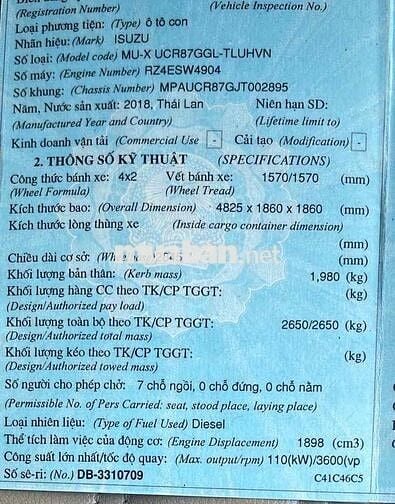 (Registration Number) (Vehicle Inspection No.)
Loại phương tiện: (Type) ô tô con
Nhãn hiệu: (Mark) ISUZU
Số loại: (Model code) MU-X UCR87GGL-TLUHVN
Số máy: (Engine Number) RZ4ESW4904
Số khung: (Chassis Number) MPAUCR87GJT002895
Năm, Nước sản xuất: 2018, Thái Lan Niên hạn SD:
(Manufactured Year and Country) (Lifetime limit to)
Kinh doanh vận tải (Commercial Use - Cải tạo (Modification) -
2. THÔNG SỐ KỸ THUẬT (SPECIFICATIONS)
Công thức bánh xe: 4x2 Vết bánh xe: 1570/1570 (mm)
(Wheel Formula) (Wheel Tread)
Kích thước bao: (Overall Dimension) 4825 x 1860 x 1860 (mm)
Kích thước lòng thùng xe (Inside cargo container dimension)
(mm)
Chiều dài cơ sở: (mm)
nhaban.net
Khối lượng bản thân: (Kerb mass) 1,980 (kg)
Khối lượng hàng CC theo TK/CP TGGT: (kg)
(Design/Authorized pay load)
Khối lượng toàn bộ theo TK/CP TGGT: 2650/2650 (kg)
(Design/Authorized total mass)
Khối lượng kéo theo TK/CP TGGT: (kg)
(Design/Authorized towed mass)
Số người cho phép chở: 7 chỗ ngồi, 0 chỗ đứng, 0 chỗ nằm
(Permissible No. of Pers Carried: seat, stood place, laying place)
Loại nhiên liệu: (Type of Fuel Used) Diesel
Thể tích làm việc của động cơ: (Engine Displacement) 1898 (cm3)
Công suất lớn nhất/tốc độ quay: (Max. output/rpm) 110(kW)/3600(vp
Số sê-ri: (No.) DB-3310709 C41C46C5